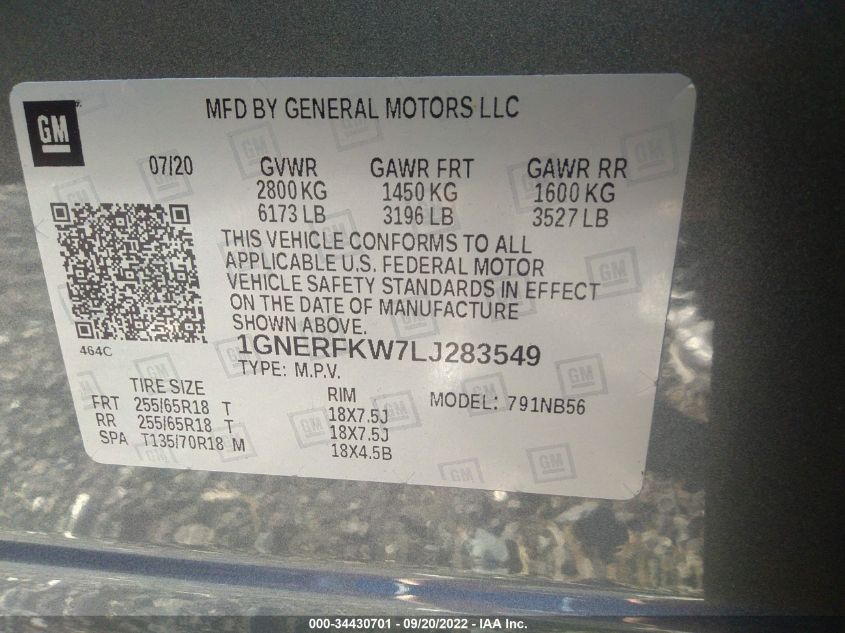 GM
MFD BY GENERAL MOTORS LLC
07/20 GVWR GAWR FRT GAWR RR
2800 KG 1450 KG 1600 KG
6173 LB 3196 LB 3527 LB
THIS VEHICLE CONFORMS TO ALL
APPLICABLE U.S. FEDERAL MOTOR
VEHICLE SAFETY STANDARDS IN EFFECT
ON THE DATE OF MANUFACTURE
SHOWN ABOVE.
464C
1GNERFKW7LJ283549
TYPE: M.P.V.
TIRE SIZE RIM MODEL: 791NB56
FRT 255/65R18 T 18X7.5J
RR 255/65R18 T 18X7.5J
SPA T135/70R18 M 18X4.5B
000-34430701 - 09/20/2022 - IAA Inc.